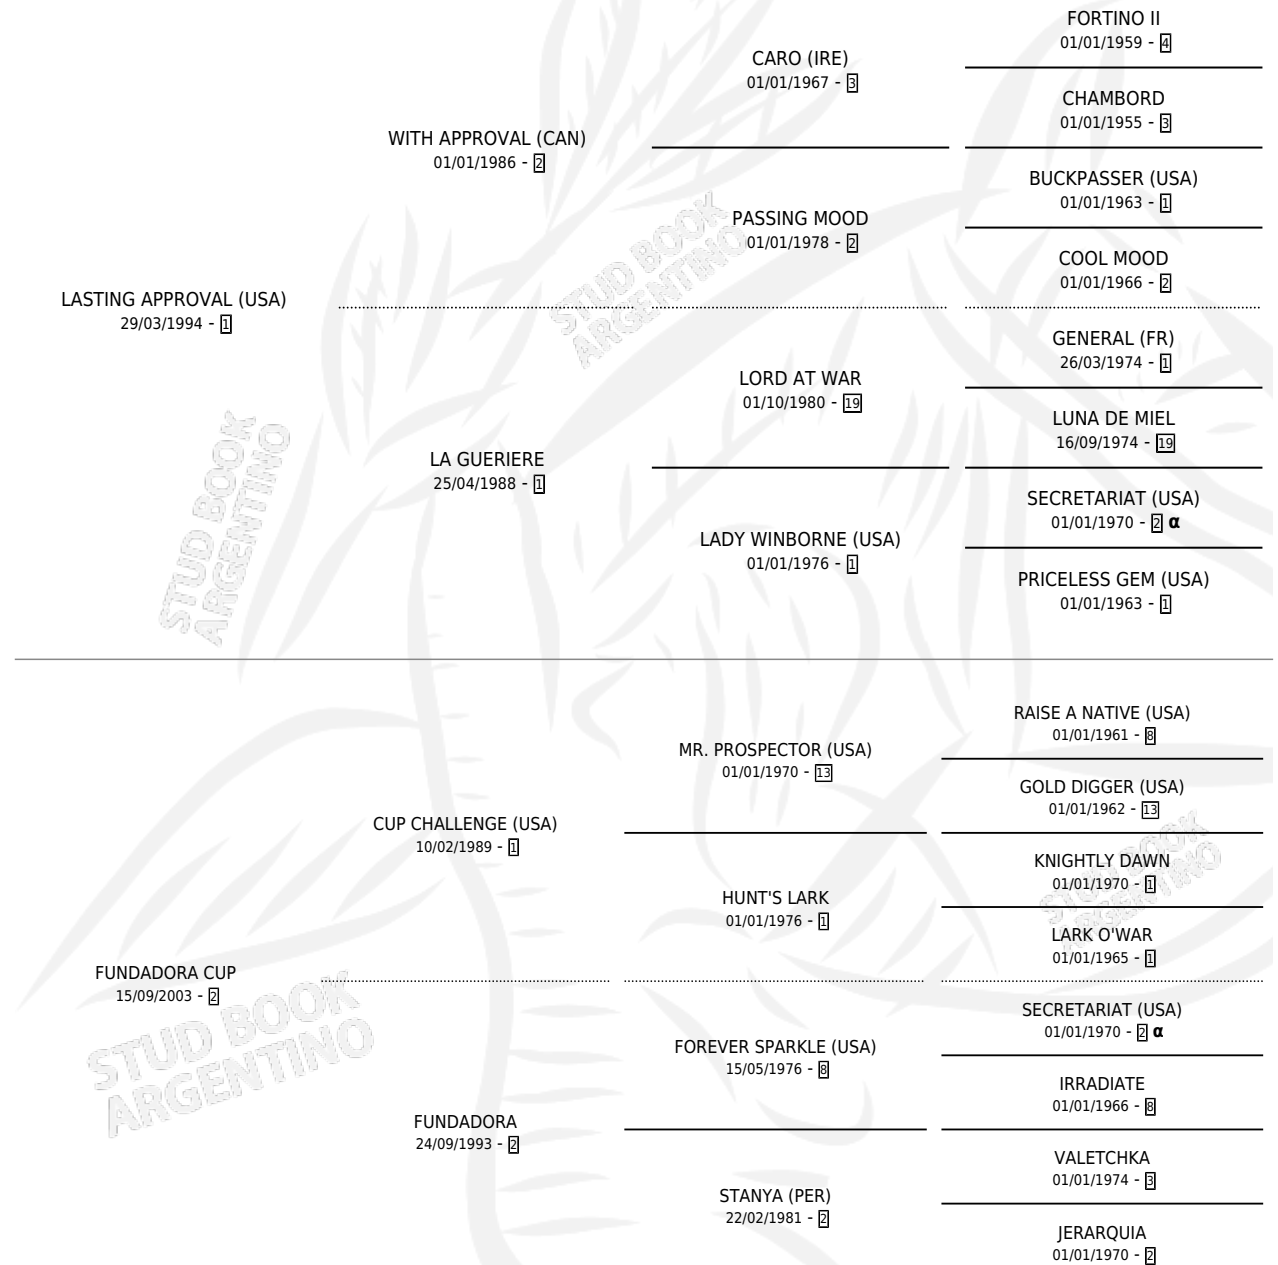 FORTINO II
01/01/1959 - 4
CARO (IRE)
01/01/1967 - 3
CHAMBORD
01/01/1955 - 3
WITH APPROVAL (CAN)
01/01/1986 - 2
BUCKPASSER (USA)
01/01/1963 - 1
PASSING MOOD
01/01/1978 - 2
COOL MOOD
01/01/1966 - 2
LASTING APPROVAL (USA)
29/03/1994 - 1
GENERAL (FR)
26/03/1974 - 1
LORD AT WAR
01/10/1980 - 19
LUNA DE MIEL
16/09/1974 - 19
LA GUERIERE
25/04/1988 - 1
SECRETARIAT (USA)
01/01/1970 - 2 α
LADY WINBORNE (USA)
01/01/1976 - 1
PRICELESS GEM (USA)
01/01/1963 - 1
STUD BOOK
ARGENTINO
STUD BOOK
ARGENTINO
RAISE A NATIVE (USA)
01/01/1961 - 8
MR. PROSPECTOR (USA)
01/01/1970 - 13
GOLD DIGGER (USA)
01/01/1962 - 13
CUP CHALLENGE (USA)
10/02/1989 - 1
KNIGHTLY DAWN
01/01/1970 - 1
HUNT'S LARK
01/01/1976 - 1
LARK O'WAR
01/01/1965 - 1
FUNDADORA CUP
15/09/2003 - 2
SECRETARIAT (USA)
01/01/1970 - 2 α
FOREVER SPARKLE (USA)
15/05/1976 - 8
IRRADIATE
01/01/1966 - 8
FUNDADORA
24/09/1993 - 2
VALETCHKA
01/01/1974 - 3
STANYA (PER)
22/02/1981 - 2
JERARQUIA
01/01/1970 - 2
STUD BOOK
ARGENTINO
STUD BOOK
ARGENTINO